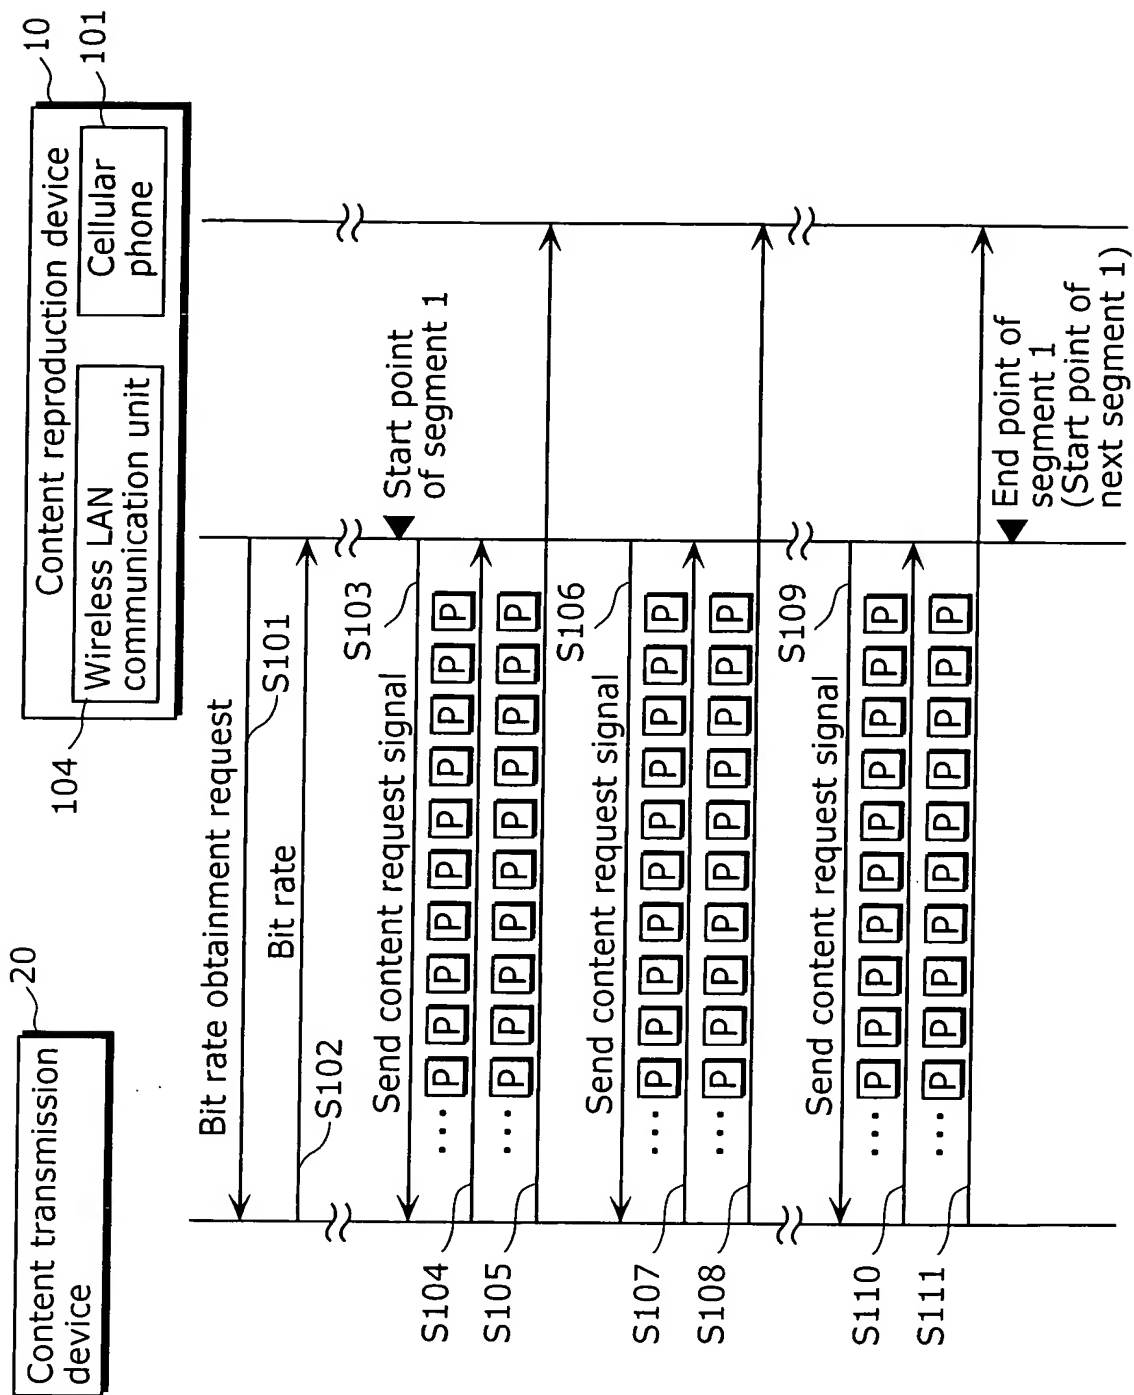 Content transmission
device
20
Content reproduction device
10
Wireless LAN
communication unit
104
Cellular
phone
101
Bit rate obtainment request
S101
Bit rate
S102
Start point
of segment 1
Send content request signal
S103
... P P P P P P P P P P
S104
... P P P P P P P P P P
S105
Send content request signal
S106
... P P P P P P P P P P
S107
... P P P P P P P P P P
S108
Send content request signal
S109
... P P P P P P P P P P
S110
... P P P P P P P P P P
S111
End point of
segment 1
(Start point of
next segment 1)